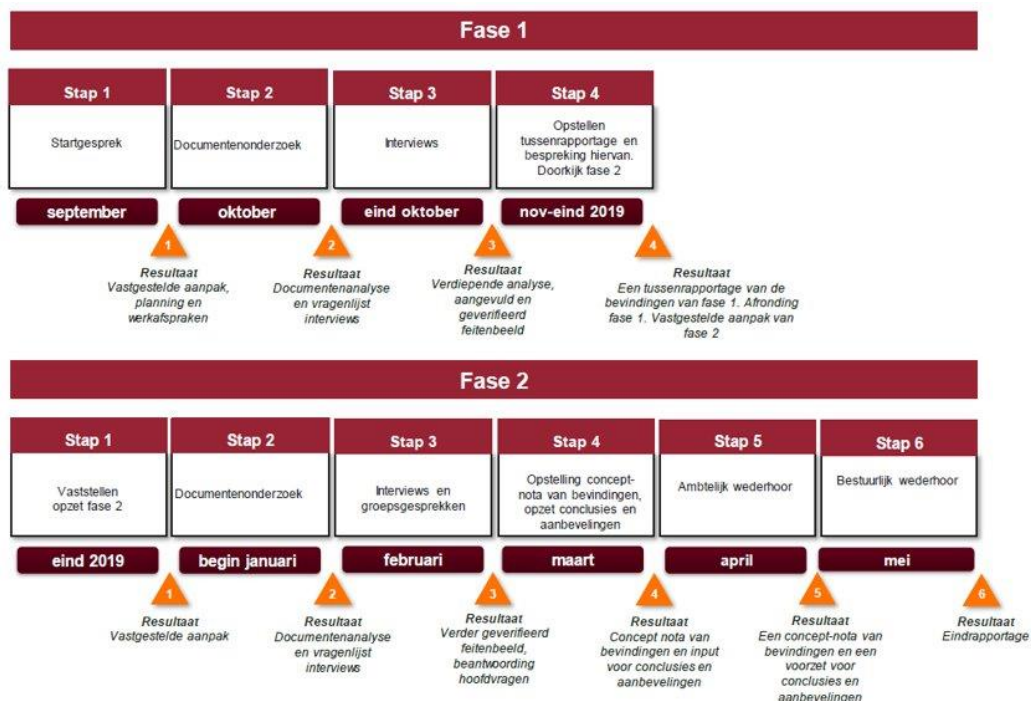 Fase 1
Stap 1
Startgesprek
september
Stap 2
Documentenonderzoek
oktober
Stap 3
Interviews
eind oktober
Stap 4
Opstellen
tussenrapportage en
bespreking hiervan.
Doorkijk fase 2
nov-eind 2019
1
Resultaat
Vastgestelde aanpak,
planning en
werkafspraken
2
Resultaat
Documentenanalyse
en vragenlijst
interviews
3
Resultaat
Verdiepende analyse,
aangevuld en
geverifieerd
feitenbeeld
4
Resultaat
Een tussenrapportage van de
bevindingen van fase 1. Afronding
fase 1. Vastgestelde aanpak van
fase 2
Fase 2
Stap 1
Vaststellen
opzet fase 2
eind 2019
Stap 2
Documentenonderzoek
begin januari
Stap 3
Interviews en
groepsgesprekken
februari
Stap 4
Opstelling concept-
nota van bevindingen,
opzet conclusies en
aanbevelingen
maart
Stap 5
Ambtelijk wederhoor
april
Stap 6
Bestuurlijk wederhoor
mei
1
Resultaat
Vastgestelde aanpak
2
Resultaat
Documentenanalyse
en vragenlijst
interviews
3
Resultaat
Verder geverifieerd
feitenbeeld,
beantwoording
hoofdvragen
4
Resultaat
Concept nota van
bevindingen en input
voor conclusies en
aanbevelingen
5
Resultaat
Een concept-nota van
bevindingen en een
voorzet voor
conclusies en
aanbevelingen
6
Resultaat
Eindrapportage